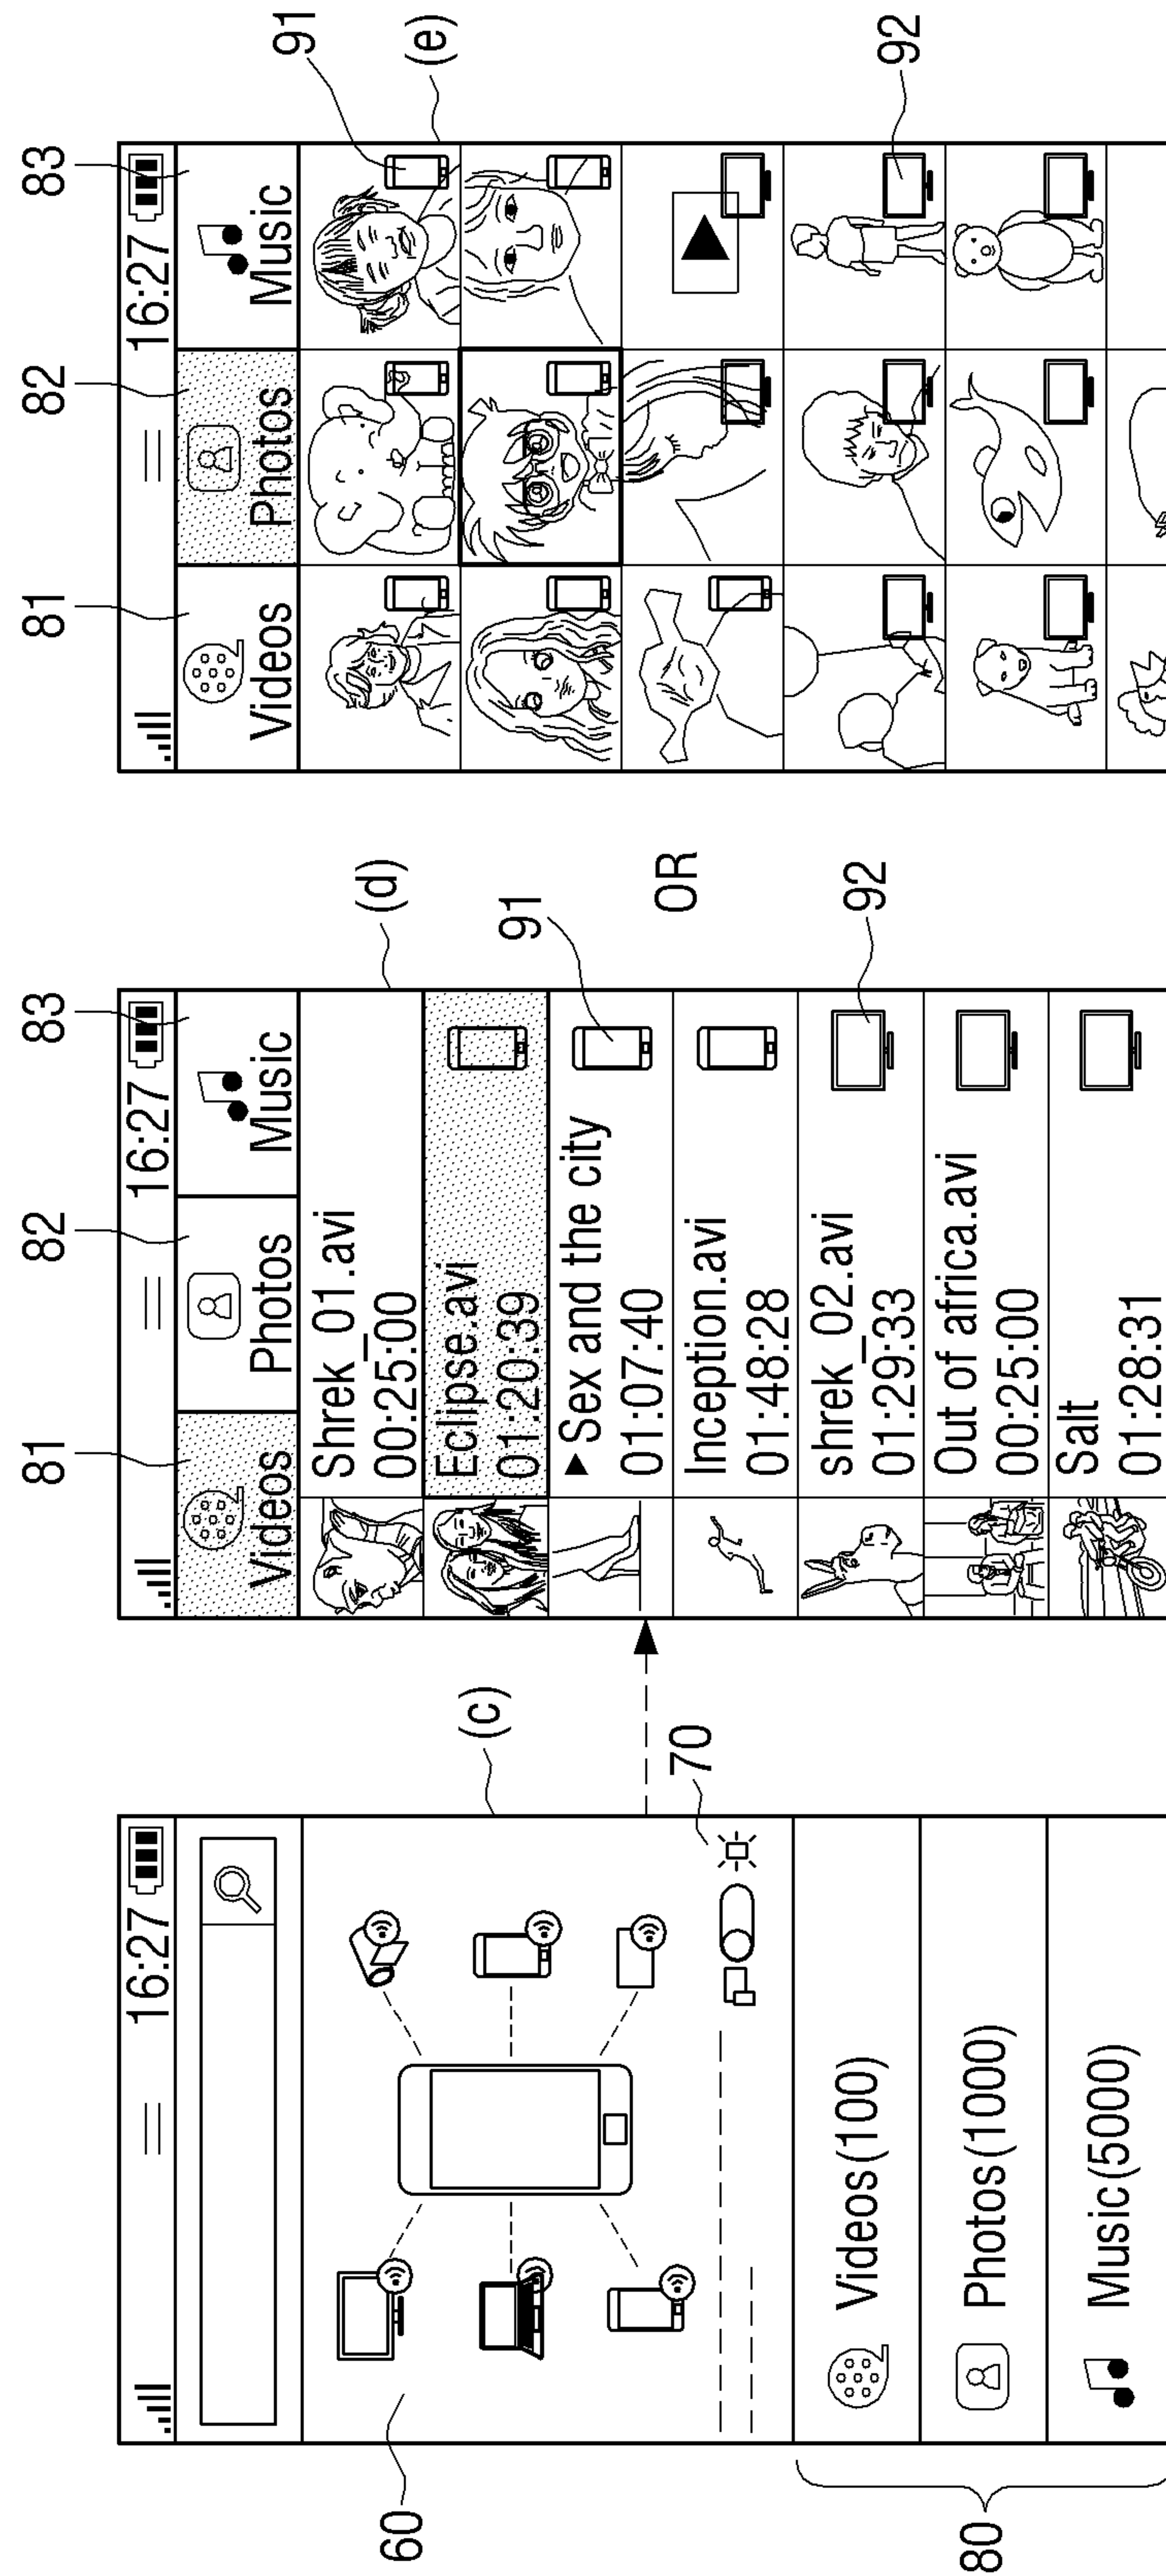 (c)
16:27
60
70
80
Videos(100)
Photos(1000)
Music(5000)
81
82
83
(d)
16:27
Videos
Photos
Music
Shrek_01.avi
00:25:00
Eclipse.avi
01:20:39
▶Sex and the city
01:07:40
Inception.avi
01:48:28
shrek_02.avi
01:29:33
Out of africa.avi
00:25:00
Salt
01:28:31
91
92
OR
81
82
83
(e)
16:27
Videos
Photos
Music
91
92